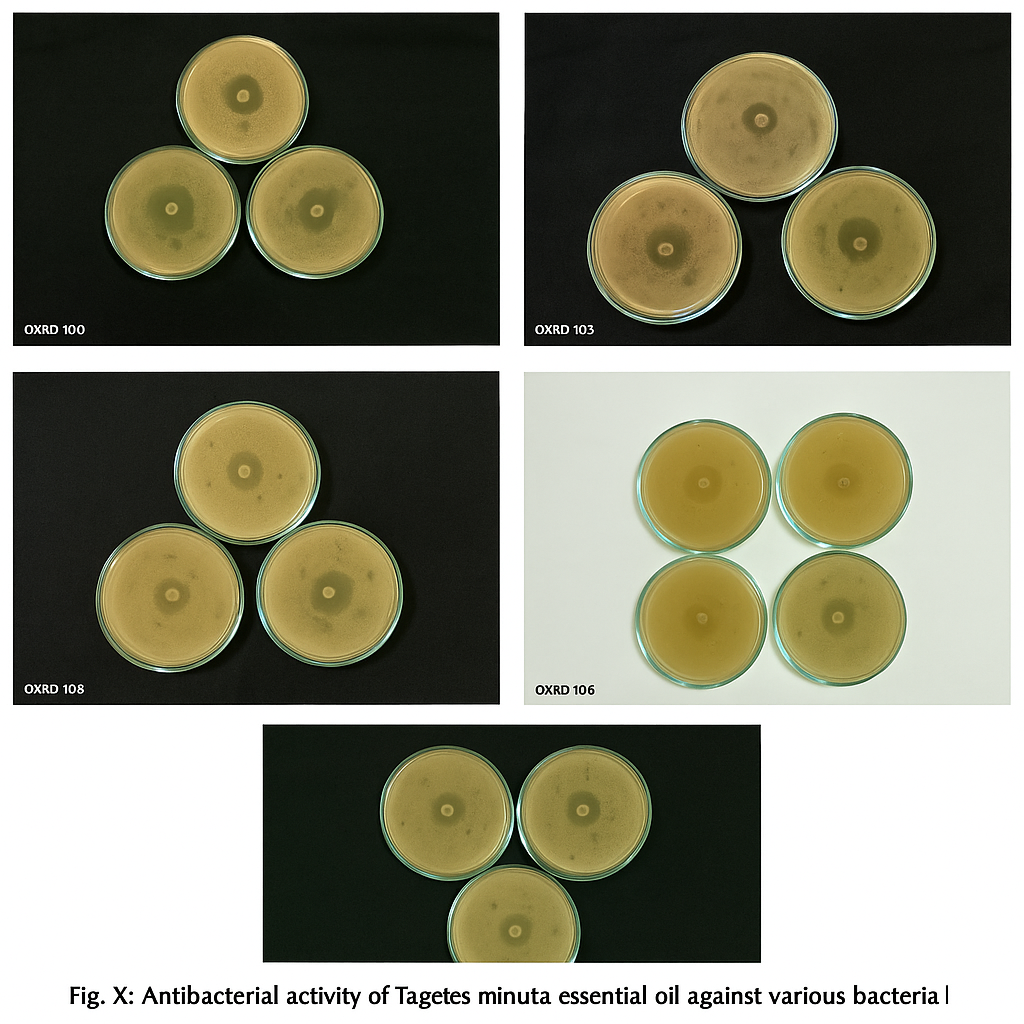 OXRD 100
OXRD 103
OXRD 108
OXRD 106
Fig. X: Antibacterial activity of Tagetes minuta essential oil against various bacteria l